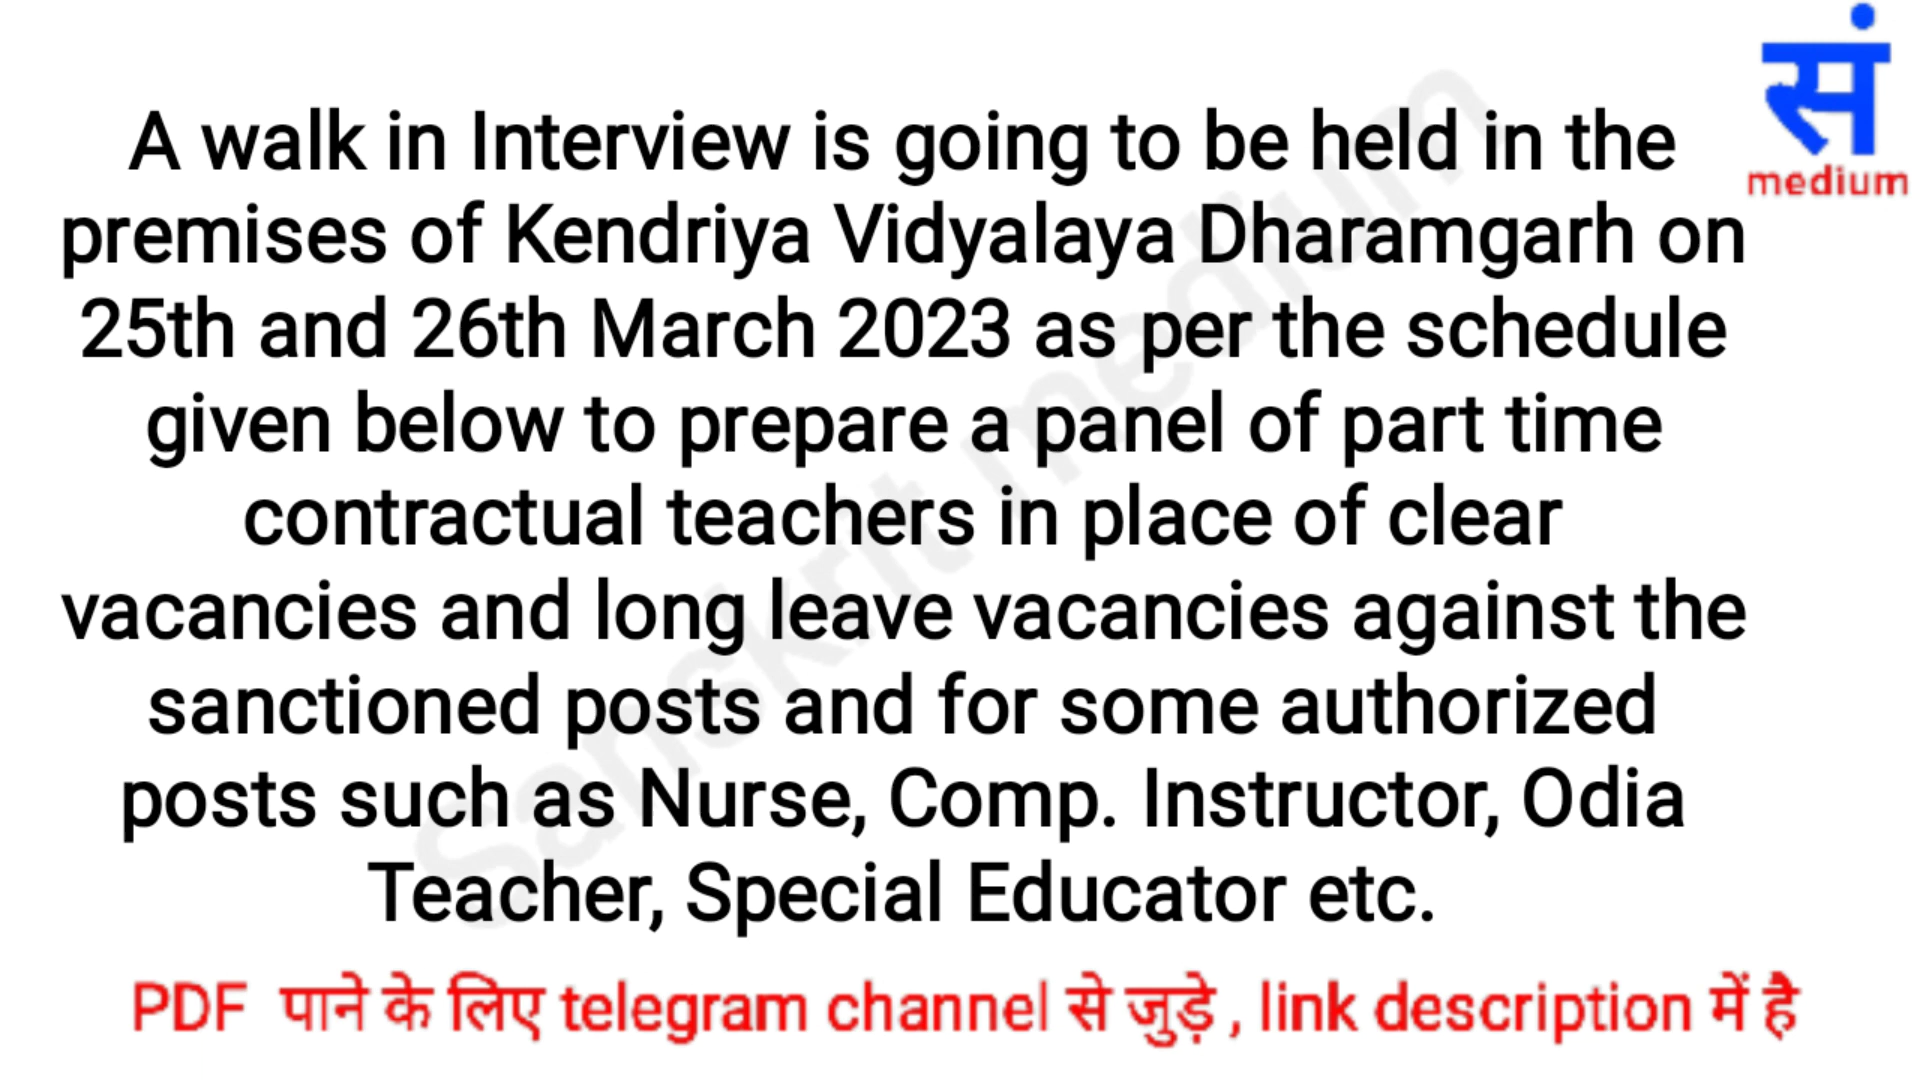 सं
medium
A walk in Interview is going to be held in the
premises of Kendriya Vidyalaya Dharamgarh on
25th and 26th March 2023 as per the schedule
given below to prepare a panel of part time
contractual teachers in place of clear
vacancies and long leave vacancies against the
sanctioned posts and for some authorized
posts such as Nurse, Comp. Instructor, Odia
Teacher, Special Educator etc.
Sanskrit medium
PDF पाने के लिए telegram channel से जुड़े , link description में है